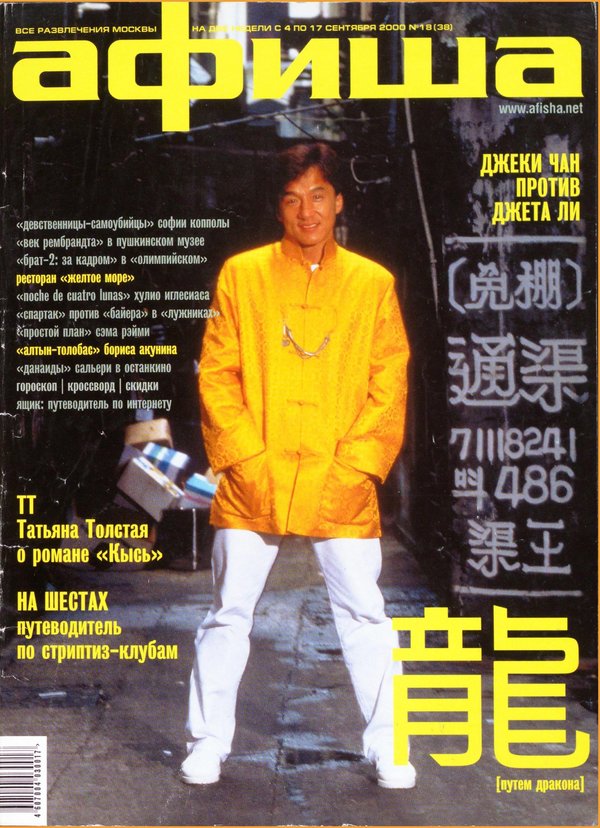 ВСЕ РАЗВЛЕЧЕНИЯ МОСКВЫ
НА ДВЕ НЕДЕЛИ С 4 ПО 17 СЕНТЯБРЯ 2000 №18(38)
афиша
www.afisha.net
ДЖЕКИ ЧАН
ПРОТИВ
ДЖЕТА ЛИ
«девственницы-самоубийцы» софии копполы
«век рембрандта» в пушкинском музее
«брат-2: за кадром» в «олимпийском»
ресторан «желтое море»
«noche de cuatro lunas» хулио иглесиаса
«спартак» против «байера» в «лужниках»
«простой план» сэма рэйми
«алтын-толобас» бориса акунина
«данаиды» сальери в останкино
гороскоп | кроссворд | скидки
ящик: путеводитель по интернету
(免棚)
通渠
71118241
486
渠王
ТТ
Татьяна Толстая
о романе «Кысь»
НА ШЕСТАХ
путеводитель
по стриптиз-клубам
龍
[путем дракона]
4607004030017